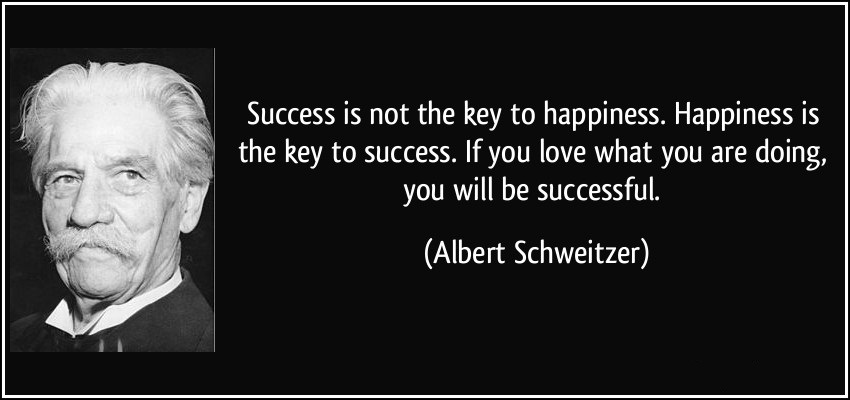 Success is not the key to happiness. Happiness is
the key to success. If you love what you are doing,
you will be successful.
(Albert Schweitzer)